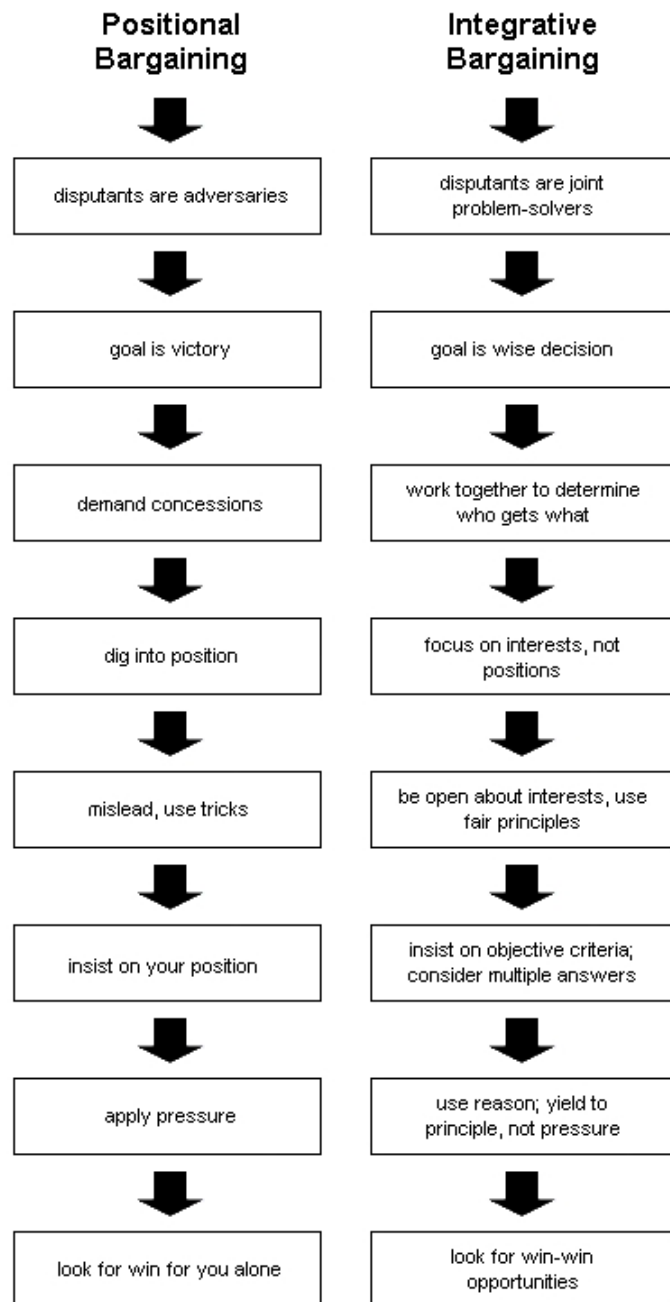 Positional
Bargaining
disputants are adversaries
goal is victory
demand concessions
dig into position
mislead, use tricks
insist on your position
apply pressure
look for win for you alone
Integrative
Bargaining
disputants are joint
problem-solvers
goal is wise decision
work together to determine
who gets what
focus on interests, not
positions
be open about interests, use
fair principles
insist on objective criteria;
consider multiple answers
use reason; yield to
principle, not pressure
look for win-win
opportunities